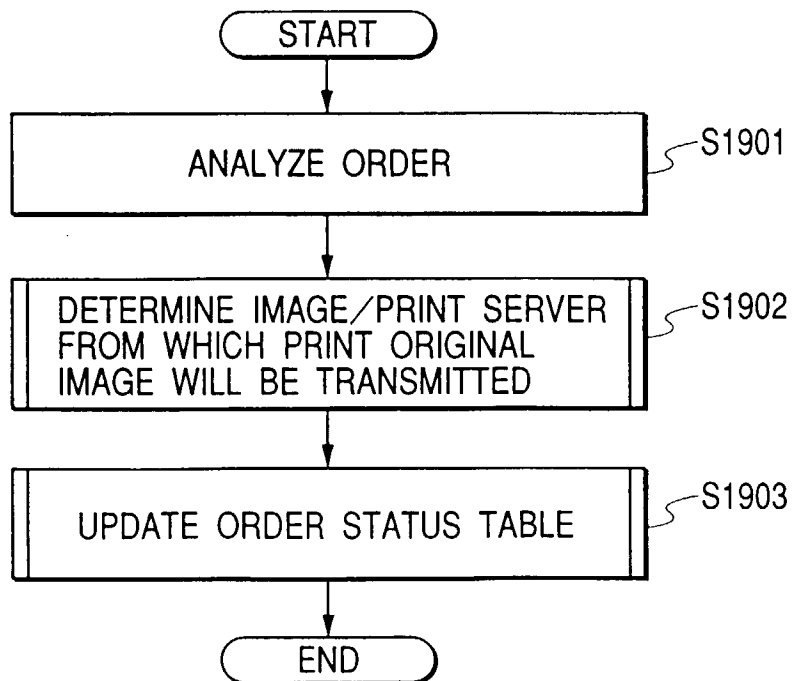 START
ANALYZE ORDER
S1901
DETERMINE IMAGE/PRINT SERVER
FROM WHICH PRINT ORIGINAL
IMAGE WILL BE TRANSMITTED
S1902
UPDATE ORDER STATUS TABLE
S1903
END